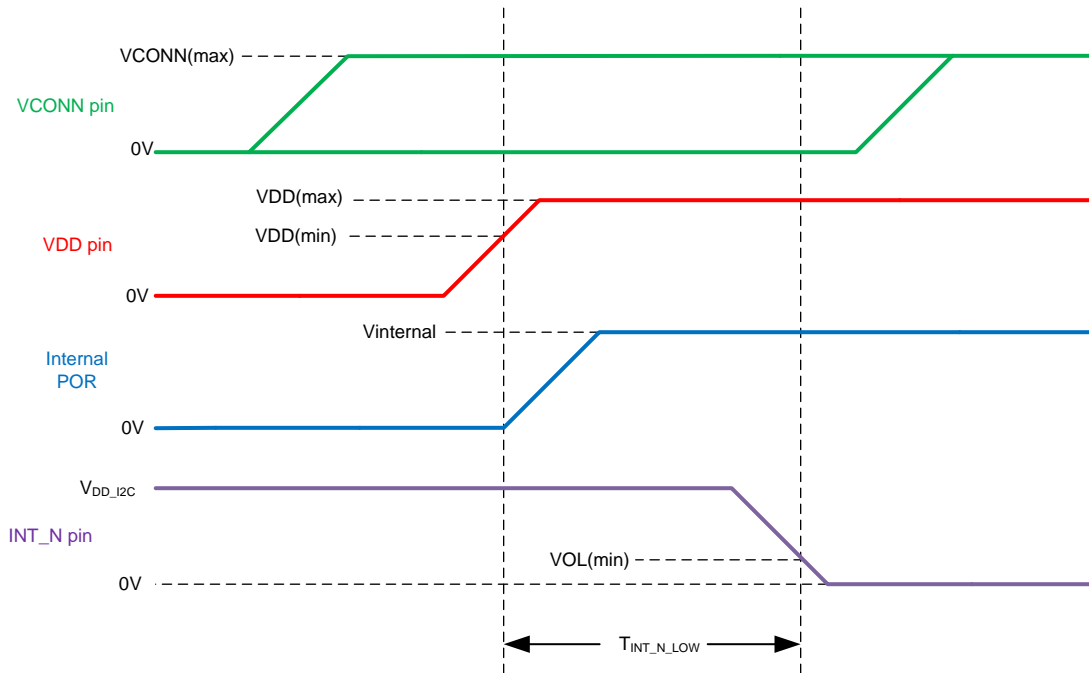 VCONN(max)
VCONN pin
0V
VDD(max)
VDD(min)
VDD pin
0V
Vinternal
Internal
POR
0V
VDD_I2C
INT_N pin
VOL(min)
0V
TINT_N_LOW